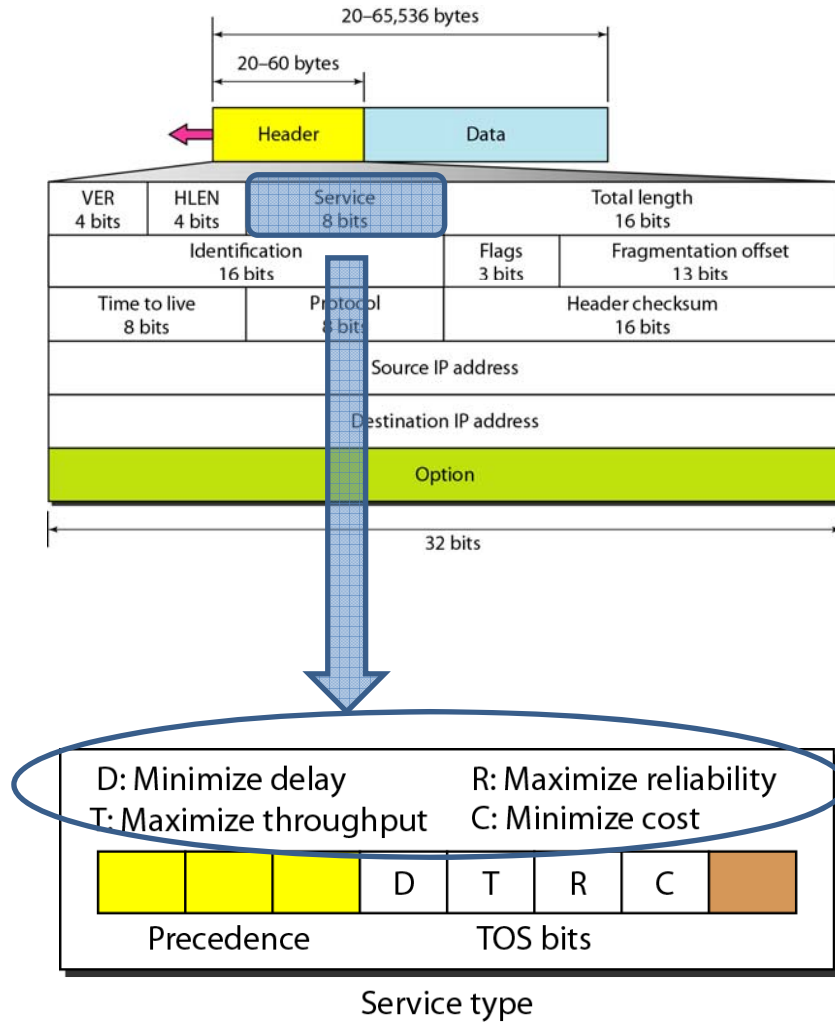 20–65,536 bytes
20–60 bytes
Header Data
VER HLEN Service Total length
4 bits 4 bits 8 bits 16 bits
Identification Flags Fragmentation offset
16 bits 3 bits 13 bits
Time to live Protocol Header checksum
8 bits 8 bits 16 bits
Source IP address
Destination IP address
Option
32 bits
D: Minimize delay R: Maximize reliability
T: Maximize throughput C: Minimize cost
D T R C
Precedence TOS bits
Service type